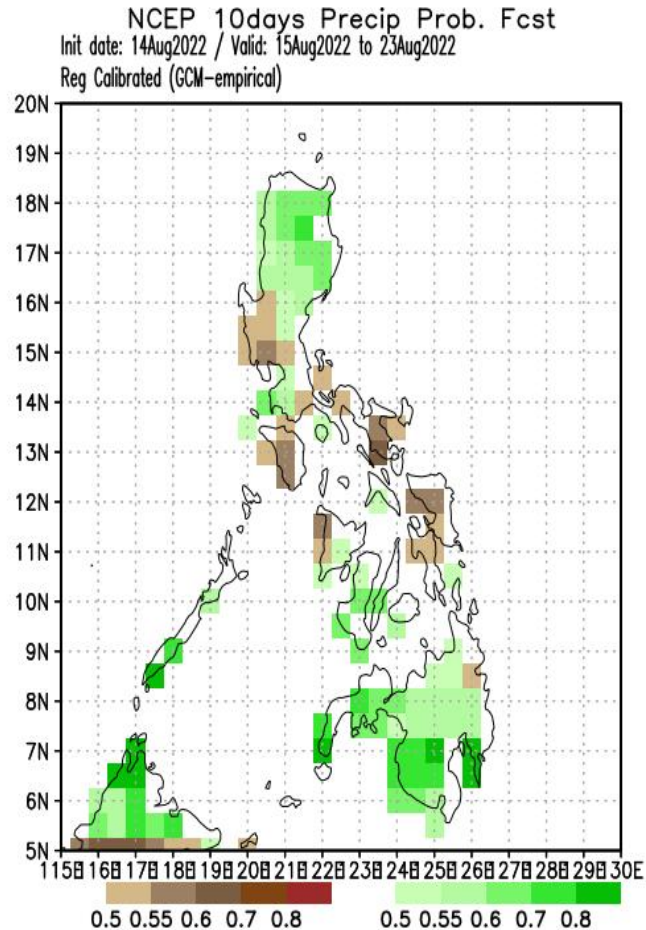 NCEP 10days Precip Prob. Fcst
Init date: 14Aug2022 / Valid: 15Aug2022 to 23Aug2022
Reg Calibrated (GCM-empirical)
20N
19N
18N
17N
16N
15N
14N
13N
12N
11N
10N
9N
8N
7N
6N
5N
115E 116E 117E 118E 119E 120E 121E 122E 123E 124E 125E 126E 127E 128E 129E 130E
0.5 0.55 0.6 0.7 0.8 0.5 0.55 0.6 0.7 0.8